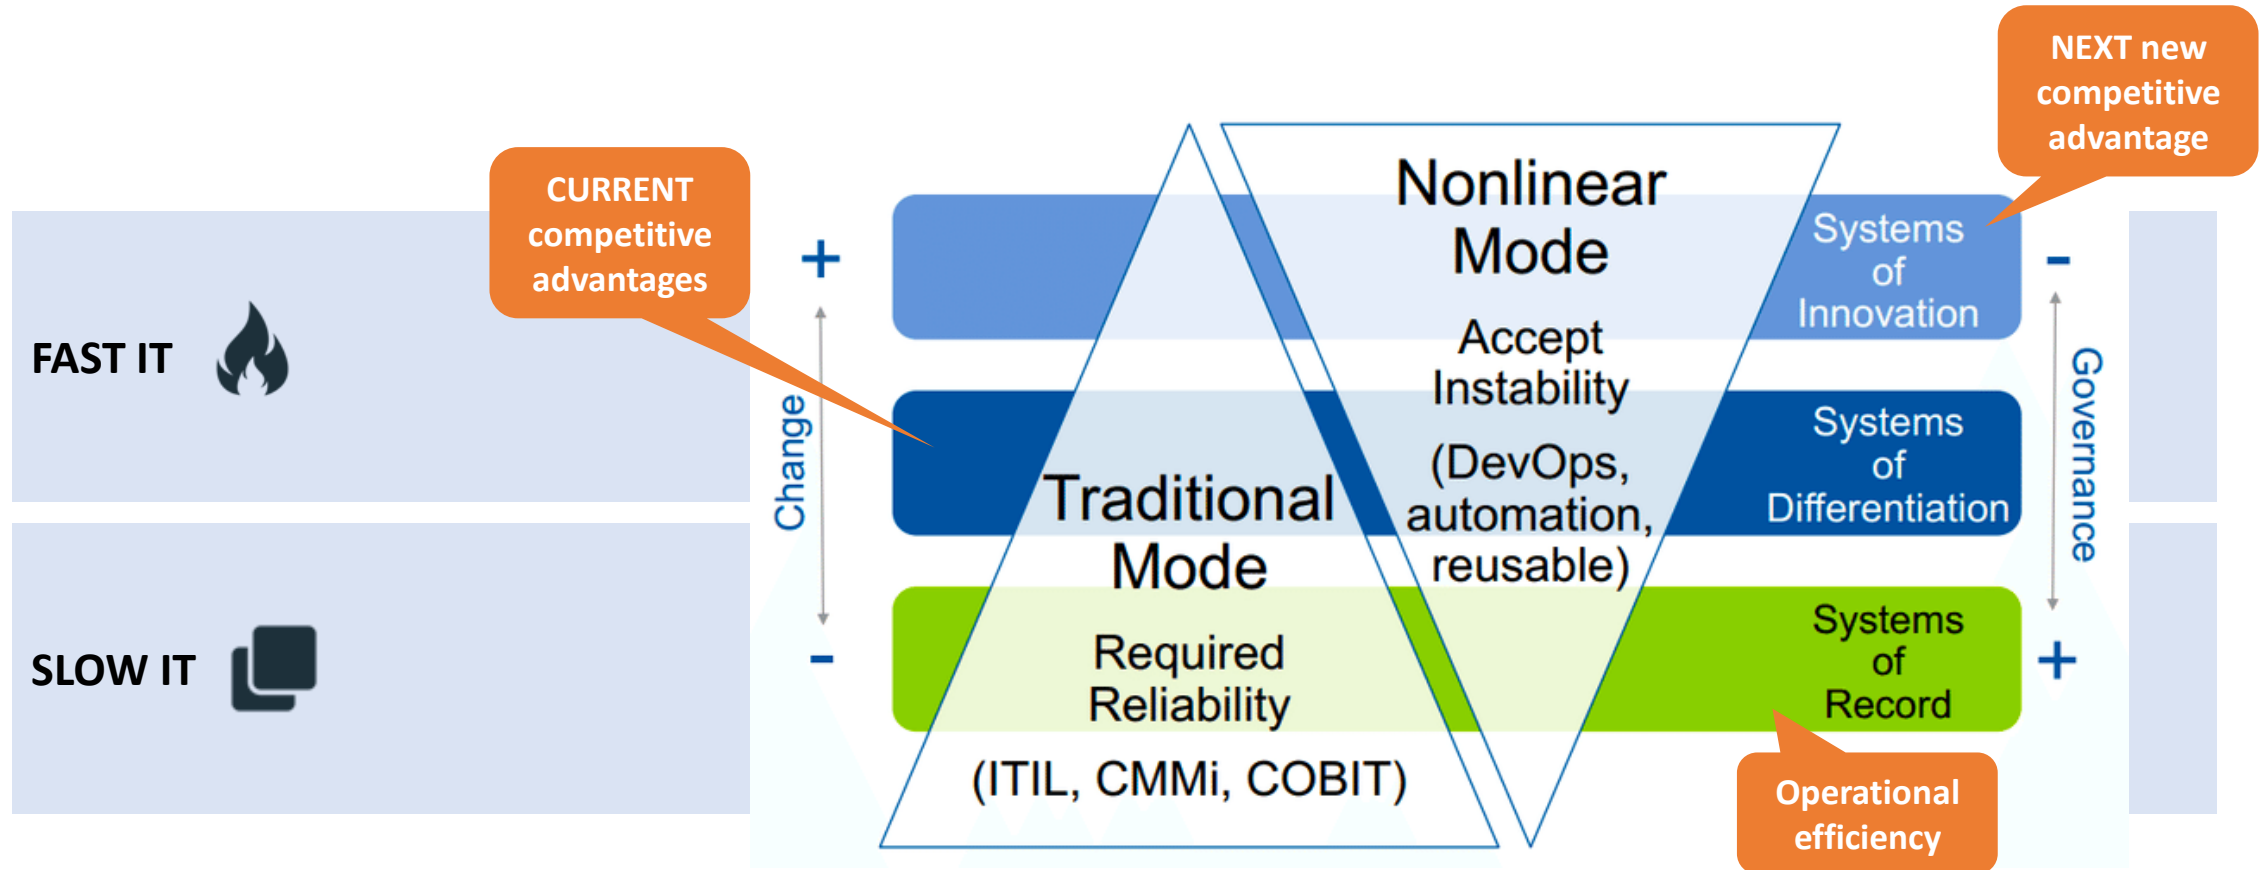 NEXT new
competitive
advantage
CURRENT
competitive
advantages
Nonlinear
Mode
Accept
Instability
(DevOps,
automation,
reusable)
Systems
of
Innovation
+
-
FAST IT
Change
Governance
Traditional
Mode
Systems
of
Differentiation
SLOW IT
-
+
Required
Reliability
(ITIL, CMMi, COBIT)
Systems
of
Record
Operational
efficiency